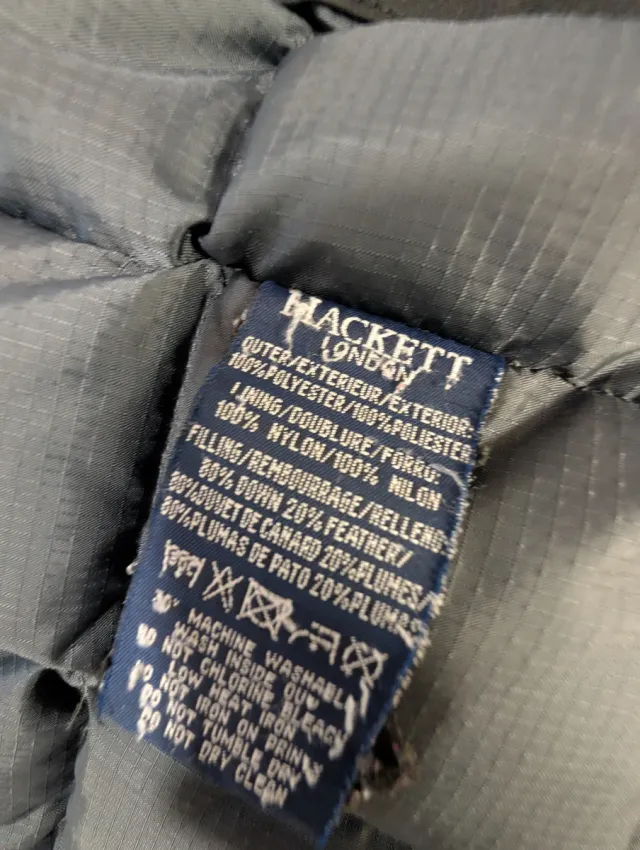 HACKETT
LONDON
OUTER/EXTERIEUR/EXTERIOR
100%POLYESTER/100%POLIESTER
LINING/DOUBLURE/FORRO:
100% NYLON/100% NILON
FILLING/REMBOURRAGE/RELLENO:
80% DOWN 20% FEATHER/
80%DUVET DE CANARD 20%PLUMES/
80%PLUMAS DE PATO 20%PLUMAS
30° MACHINE WASHABL
WASH INSIDE OUT
DO NOT CHLORINE BLEACH
LOW HEAT IRON
DO NOT IRON ON PRINT
DO NOT TUMBLE DRY
DO NOT DRY CLEAN